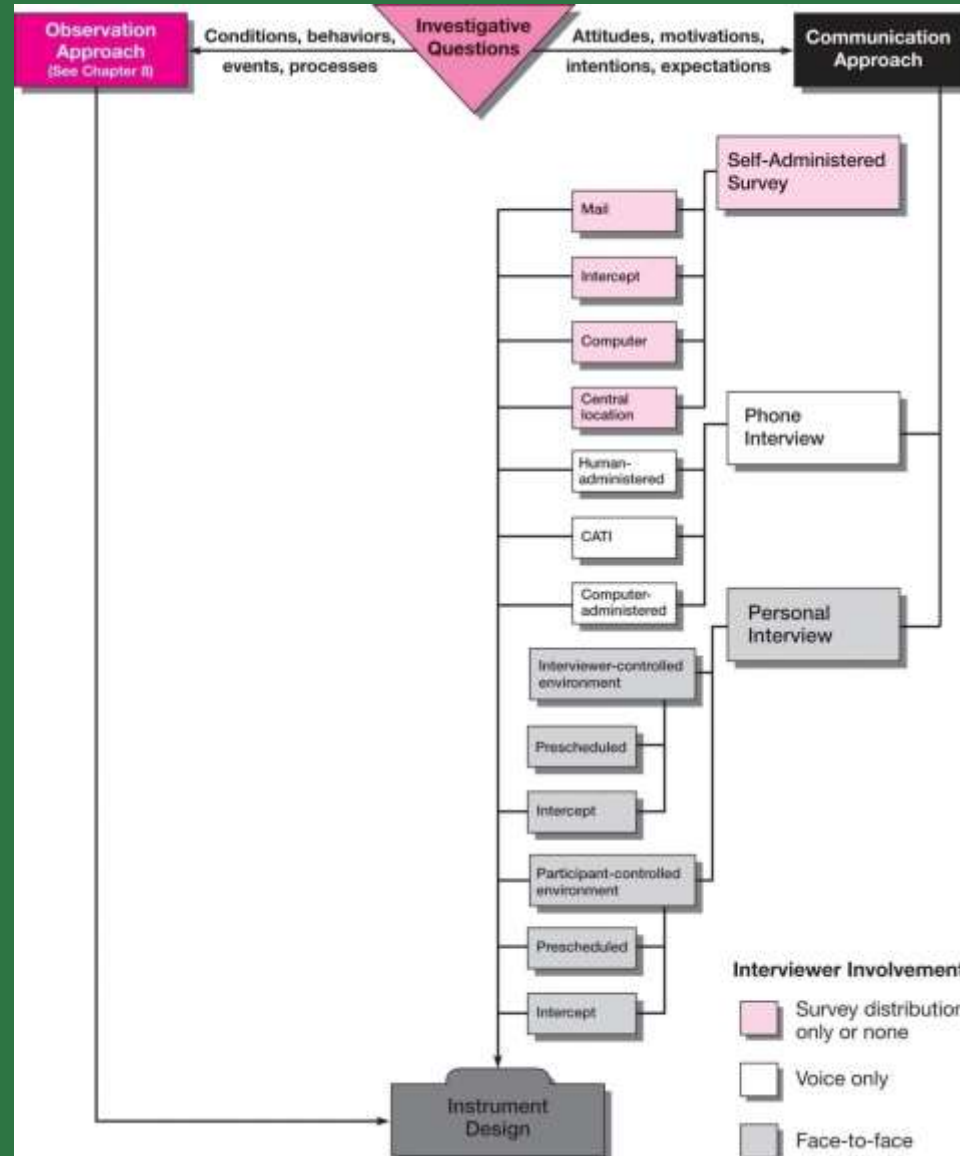 Observation
Approach
(See Chapter 8)
Conditions, behaviors,
events, processes
Investigative
Questions
Attitudes, motivations,
intentions, expectations
Communication
Approach
Self-Administered
Survey
Mail
Intercept
Computer
Central
location
Phone
Interview
Human-
administered
CATI
Computer-
administered
Personal
Interview
Interviewer-controlled
environment
Prescheduled
Intercept
Participant-controlled
environment
Prescheduled
Intercept
Instrument
Design
Interviewer Involvement
Survey distribution
only or none
Voice only
Face-to-face